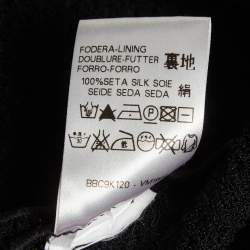 FODERA-LINING
DOUBLURE-FUTTER 裏地
FORRO-FORRO
100%SETA SILK SOIE
SEIDE SEDA SEDA 絹
BBC9K120 -